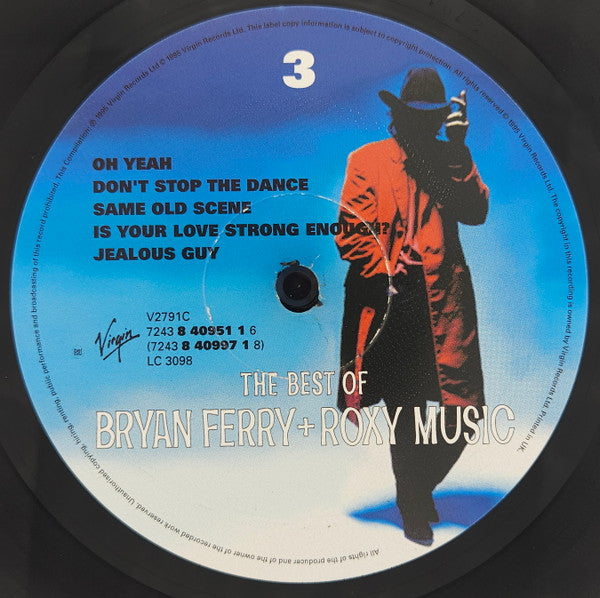 This label copy information is subject to copyright protection. All rights reserved ℗ 1995 Virgin Records Ltd. The copyright in this recording is owned by Virgin Records Ltd. Printed in UK.
This Compilation ℗ 1995 Virgin Records Ltd © 1995 Virgin Records Ltd.
3
OH YEAH
DON'T STOP THE DANCE
SAME OLD SCENE
IS YOUR LOVE STRONG ENOUGH?
JEALOUS GUY
V2791C
7243 8 40951 1 6
(7243 8 40997 1 8)
LC 3098
Virgin
THE BEST OF
BRYAN FERRY + ROXY MUSIC
All rights of the producer and of the owner of the recorded work reserved. Unauthorised copying, hiring, renting, public performance and broadcasting of this record prohibited.